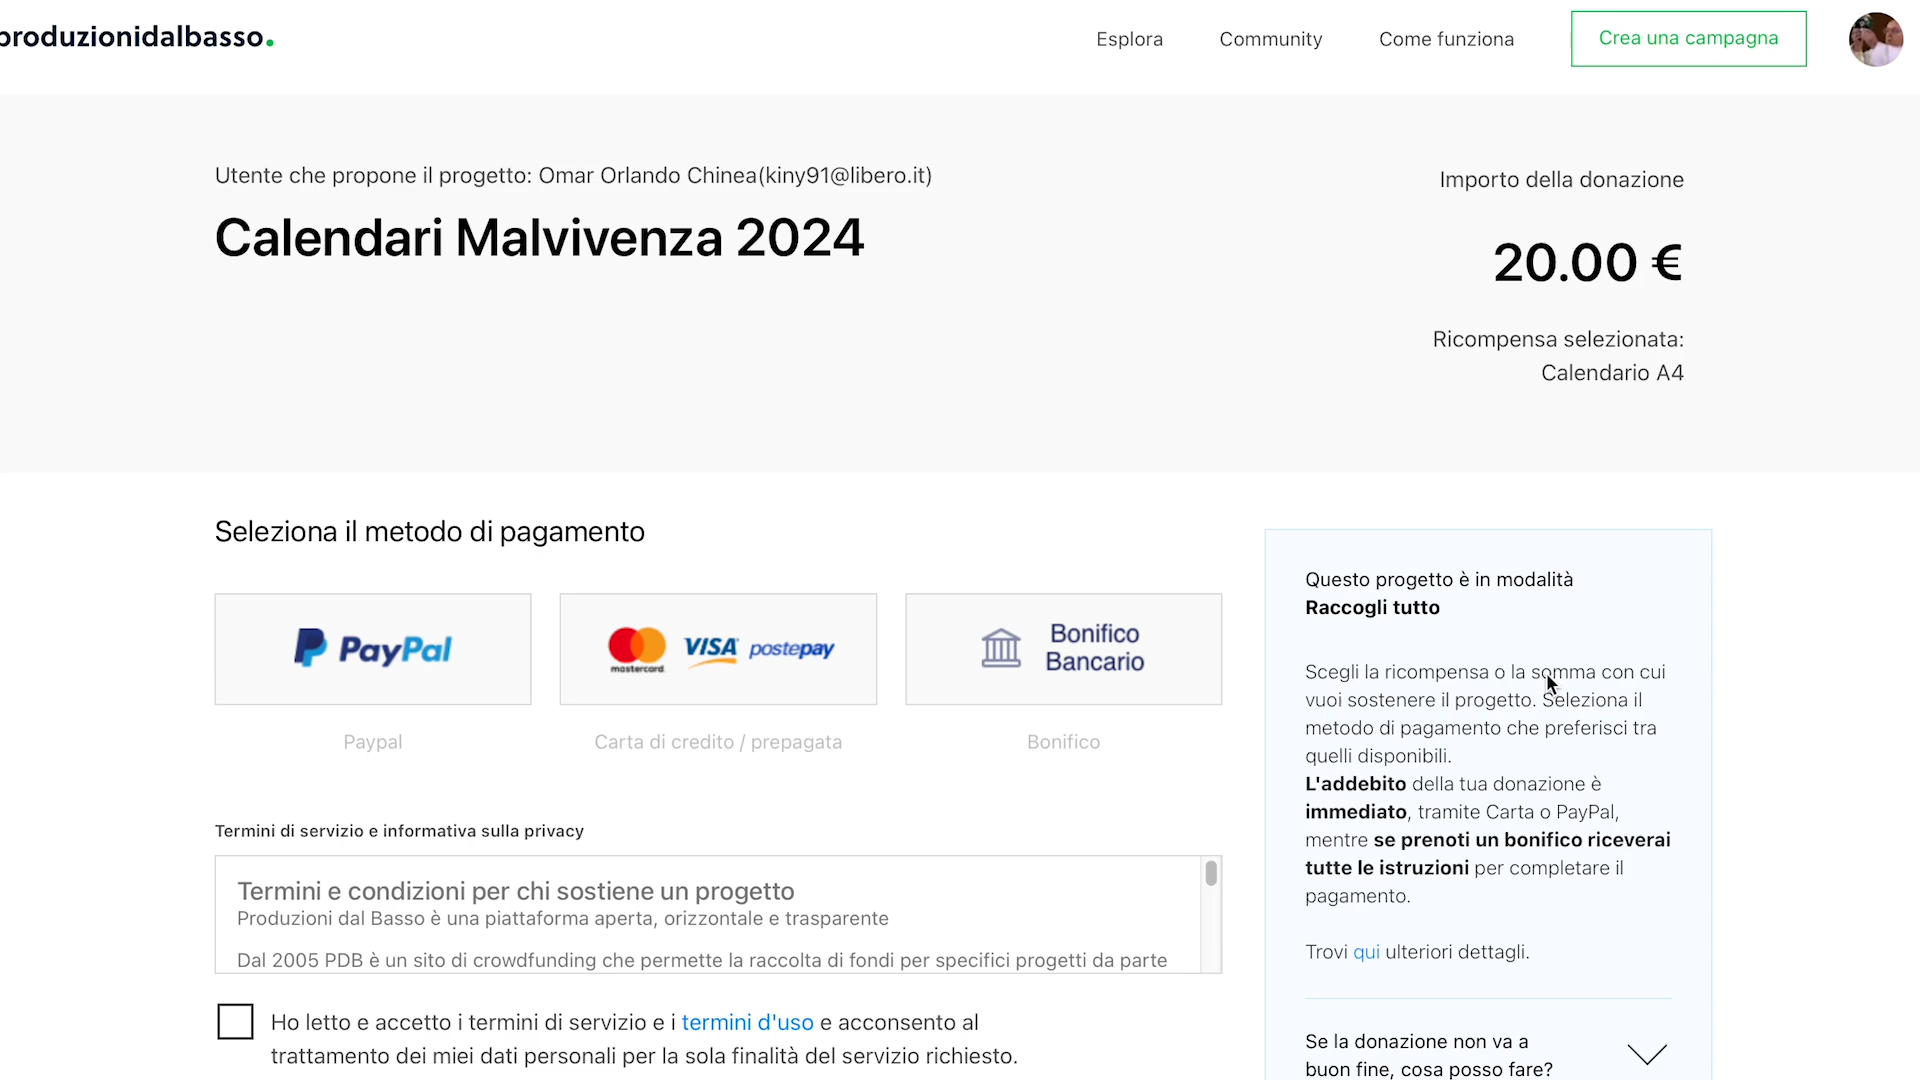 produzionidalbasso.
Esplora
Community
Come funziona
Crea una campagna
Utente che propone il progetto: Omar Orlando Chinea(kiny91@libero.it)
Calendari Malvivenza 2024
Importo della donazione
20.00 €
Ricompensa selezionata:
Calendario A4
Seleziona il metodo di pagamento
PayPal
mastercard
VISA
postepay
Bonifico
Bancario
Paypal
Carta di credito / prepagata
Bonifico
Termini di servizio e informativa sulla privacy
Termini e condizioni per chi sostiene un progetto
Produzioni dal Basso è una piattaforma aperta, orizzontale e trasparente
Dal 2005 PDB è un sito di crowdfunding che permette la raccolta di fondi per specifici progetti da parte
Ho letto e accetto i termini di servizio e i termini d'uso e acconsento al
trattamento dei miei dati personali per la sola finalità del servizio richiesto.
Questo progetto è in modalità
Raccogli tutto
Scegli la ricompensa o la somma con cui
vuoi sostenere il progetto. Seleziona il
metodo di pagamento che preferisci tra
quelli disponibili.
L'addebito della tua donazione è
immediato, tramite Carta o PayPal,
mentre se prenoti un bonifico riceverai
tutte le istruzioni per completare il
pagamento.
Trovi qui ulteriori dettagli.
Se la donazione non va a
buon fine, cosa posso fare?